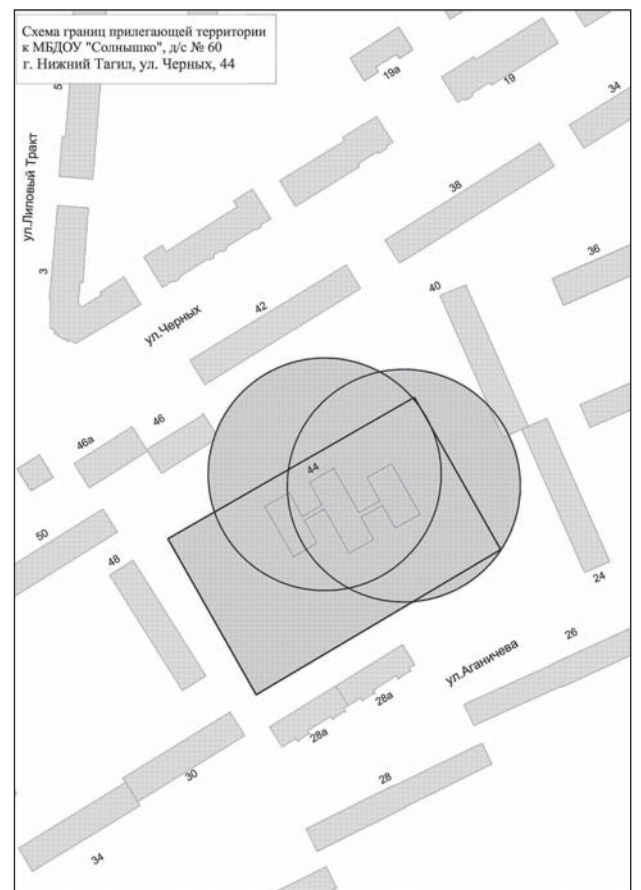 Схема границ прилегающей территории
к МБДОУ "Солнышко", д/с № 60
г. Нижний Тагил, ул. Черных, 44
19а
19
34
5
ул.Липовый Тракт
38
36
3
40
42
ул.Черных
46
46а
44
50
48
24
26
ул.Аганичева
28а
28а
30
28
34